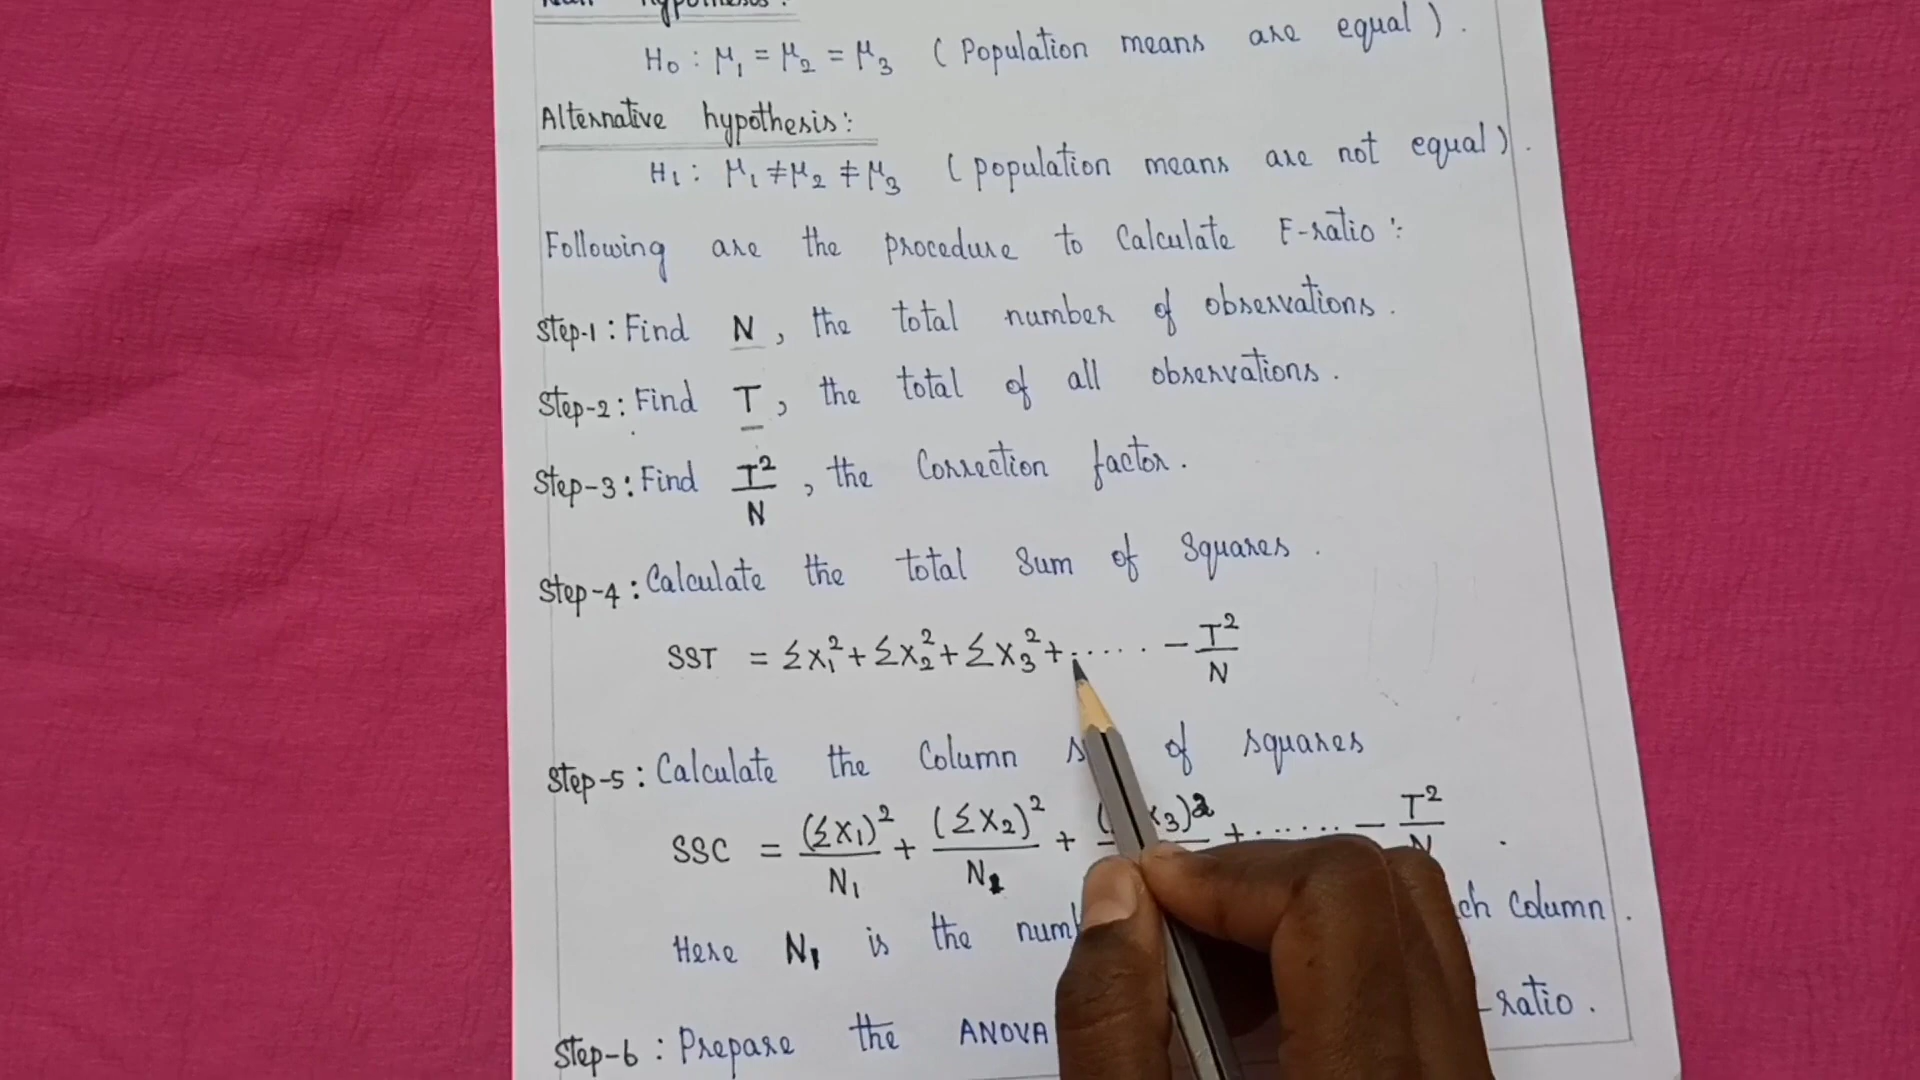 hypothesis:
H₀ : μ₁ = μ₂ = μ₃ (Population means are equal) .
Alternative hypothesis:
H₁ : μ₁ ≠ μ₂ ≠ μ₃ (population means are not equal) .
Following are the procedure to Calculate F-ratio :
Step-1 : Find N, the total number of observations .
Step-2 : Find T, the total of all observations .
Step-3 : Find T²/N , the Correction factor .
Step-4 : Calculate the total Sum of Squares .
SST = ΣX₁² + ΣX₂² + ΣX₃² + ...... - T²/N
Step-5 : Calculate the Column of squares
SSC = (ΣX₁)²/N₁ + (ΣX₂)²/N₂ + ( X₃)² + ...... - T²/N .
Here N₁ is the Column .
Step-6 : Prepare the ANOVA -ratio .